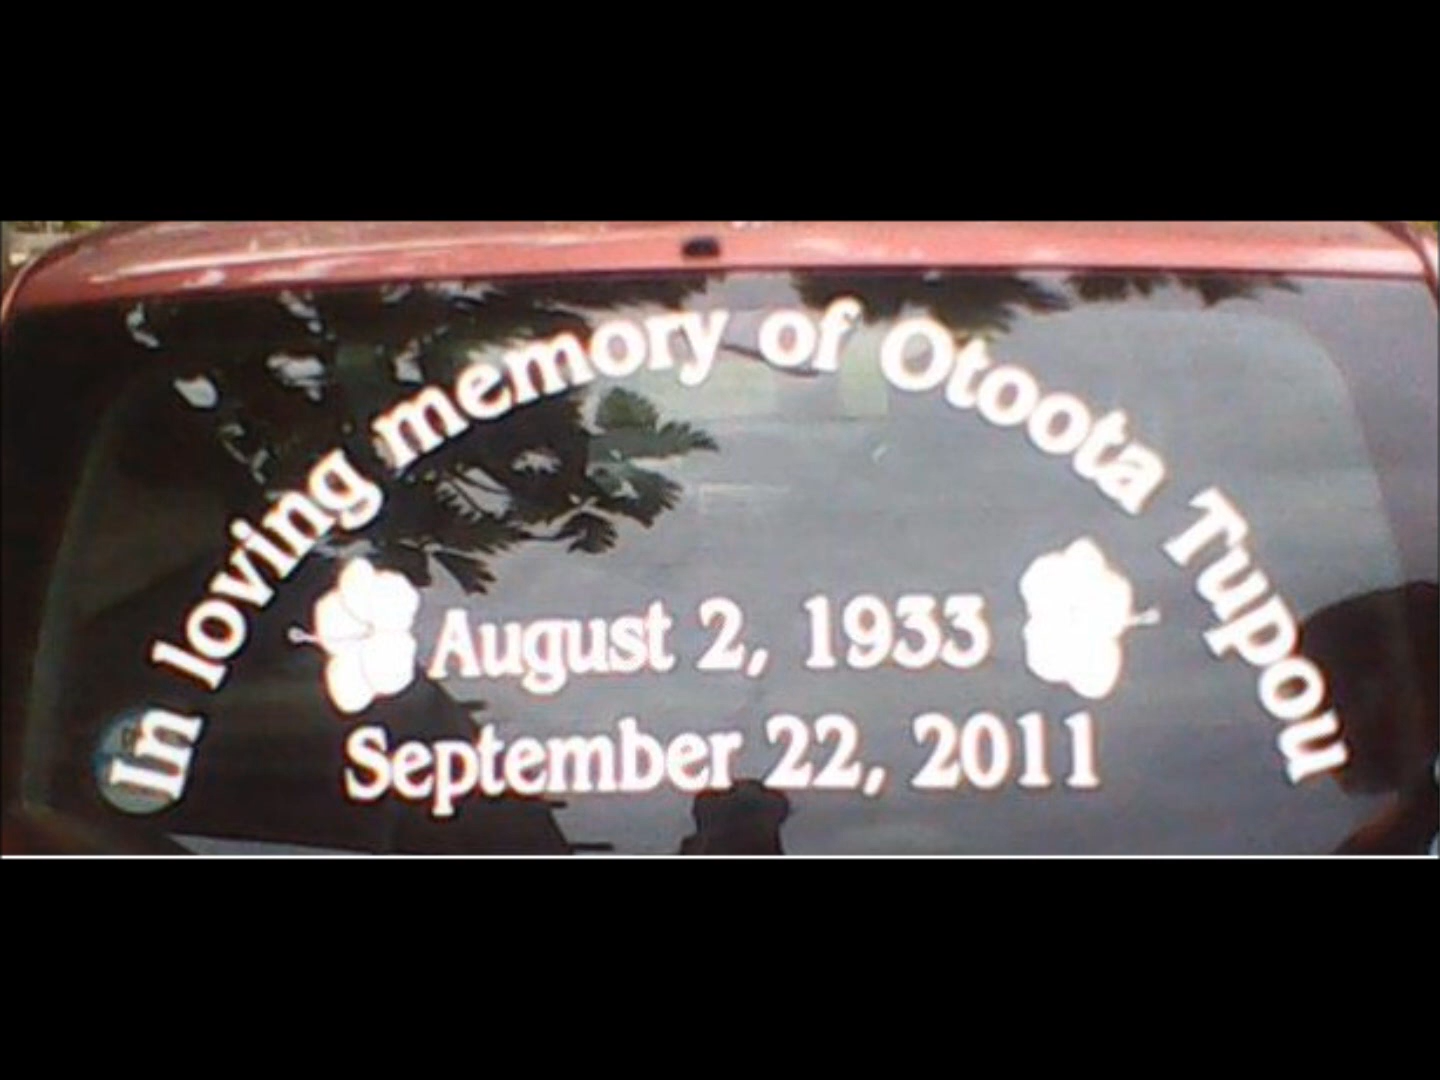 In loving memory of Otoota Tupou
August 2, 1933
September 22, 2011